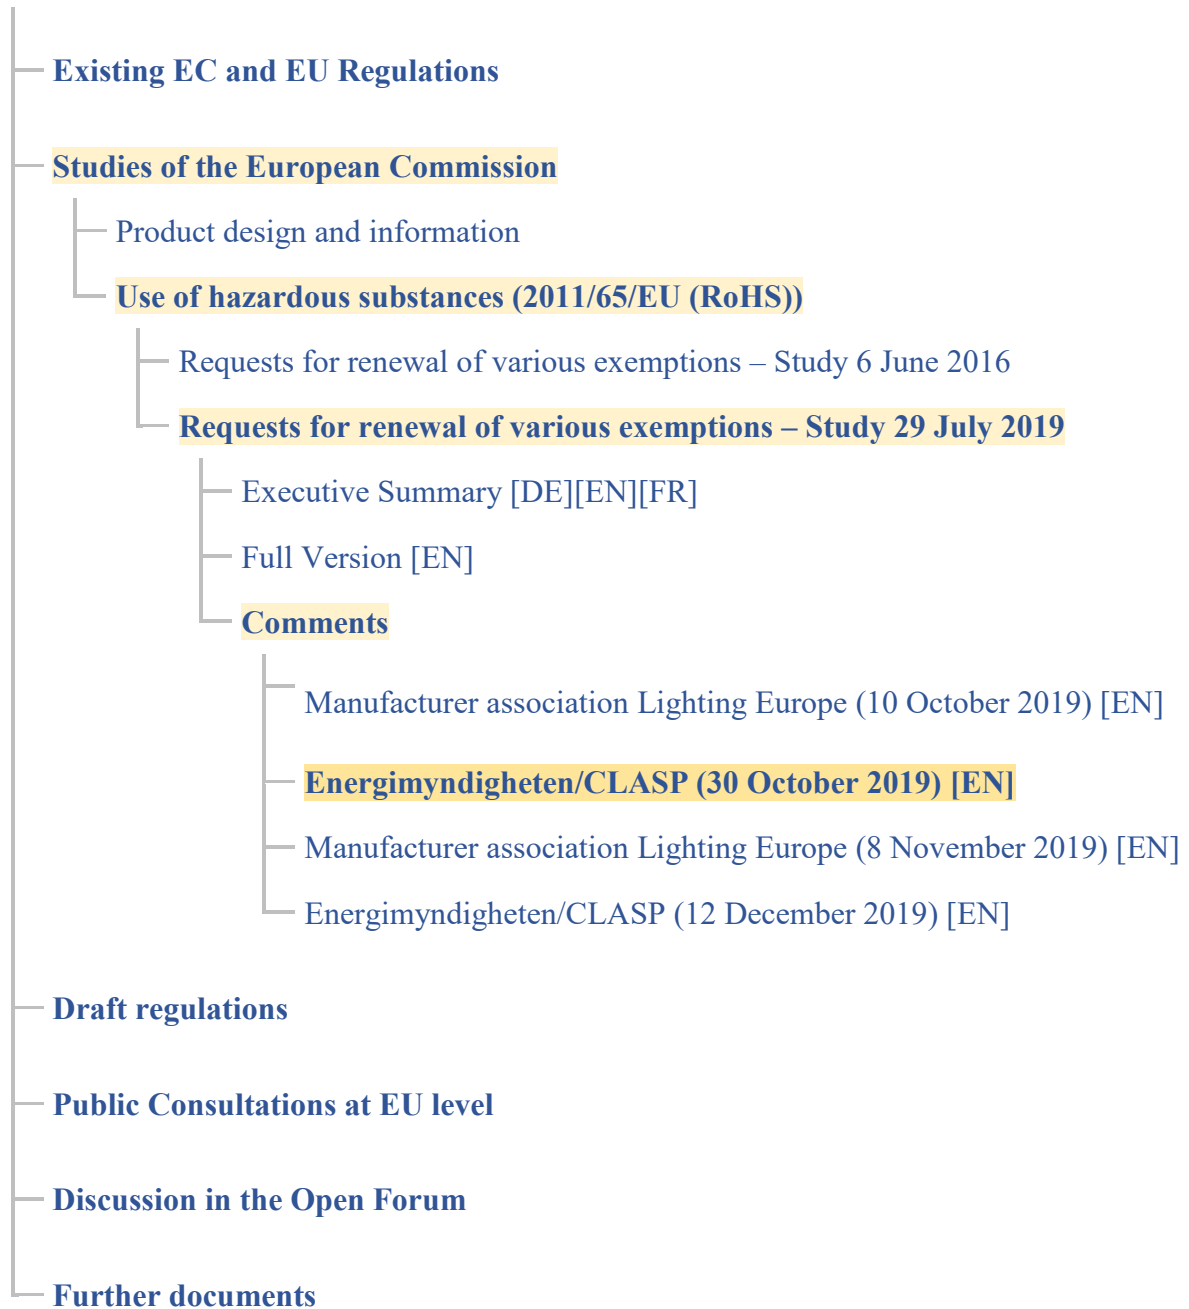 Existing EC and EU Regulations
Studies of the European Commission
Product design and information
Use of hazardous substances (2011/65/EU (RoHS))
Requests for renewal of various exemptions – Study 6 June 2016
Requests for renewal of various exemptions – Study 29 July 2019
Executive Summary [DE][EN][FR]
Full Version [EN]
Comments
Manufacturer association Lighting Europe (10 October 2019) [EN]
Energimyndigheten/CLASP (30 October 2019) [EN]
Manufacturer association Lighting Europe (8 November 2019) [EN]
Energimyndigheten/CLASP (12 December 2019) [EN]
Draft regulations
Public Consultations at EU level
Discussion in the Open Forum
Further documents